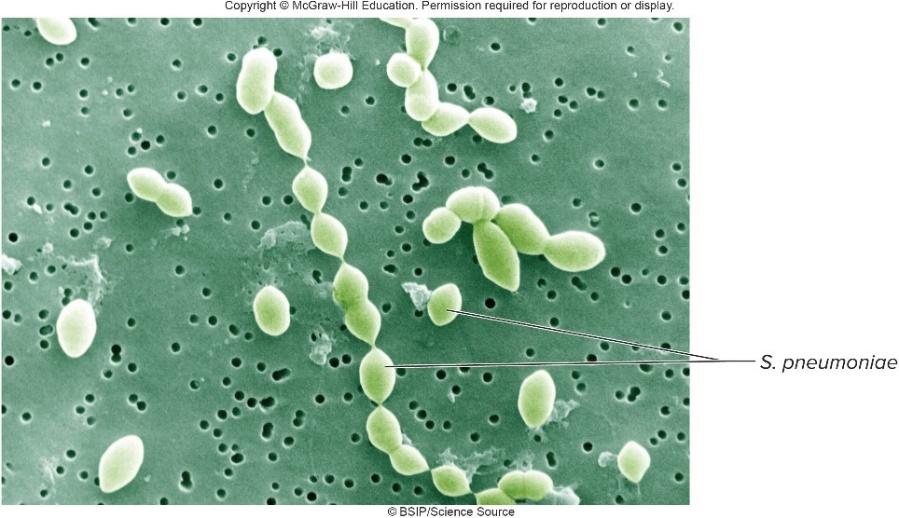 Copyright © McGraw-Hill Education. Permission required for reproduction or display.
S. pneumoniae
© BSIP/Science Source